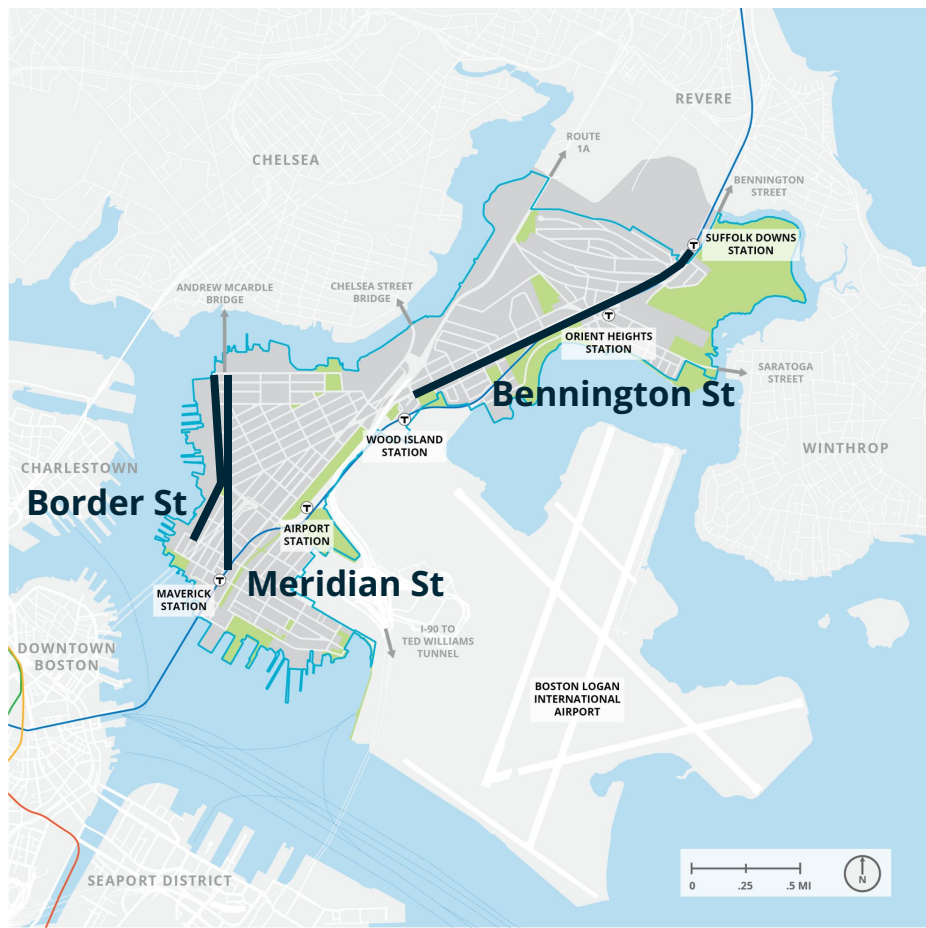 REVERE
ROUTE
1A
CHELSEA
BENNINGTON
STREET
SUFFOLK DOWNS
STATION
ANDREW MCARDLE
BRIDGE
CHELSEA STREET
BRIDGE
T
T
ORIENT HEIGHTS
STATION
SARATOGA
STREET
Bennington St
T
WOOD ISLAND
STATION
WINTHROP
CHARLESTOWN
Border St
T
AIRPORT
STATION
T
MAVERICK
STATION
Meridian St
I-90 TO
TED WILLIAMS
TUNNEL
DOWNTOWN
BOSTON
BOSTON LOGAN
INTERNATIONAL
AIRPORT
SEAPORT DISTRICT
0 .25 .5 MI
N